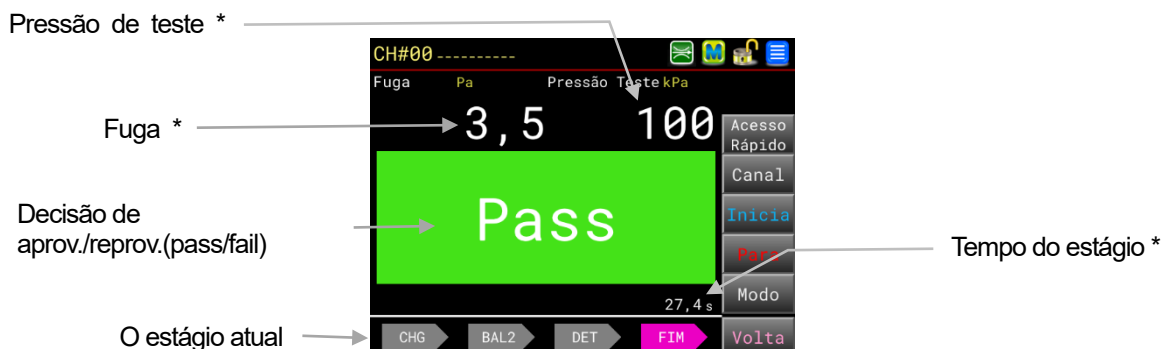 Pressão de teste *
CH#00 ----------
M
Fuga Pa Pressão Teste kPa
Fuga *
3,5 100
Acesso
Rápido
Canal
Decisão de
aprov./reprov.(pass/fail)
Pass
Inicia
Para
Tempo do estágio *
27,4 s
Modo
O estágio atual
CHG BAL2 DET FIM
Volta